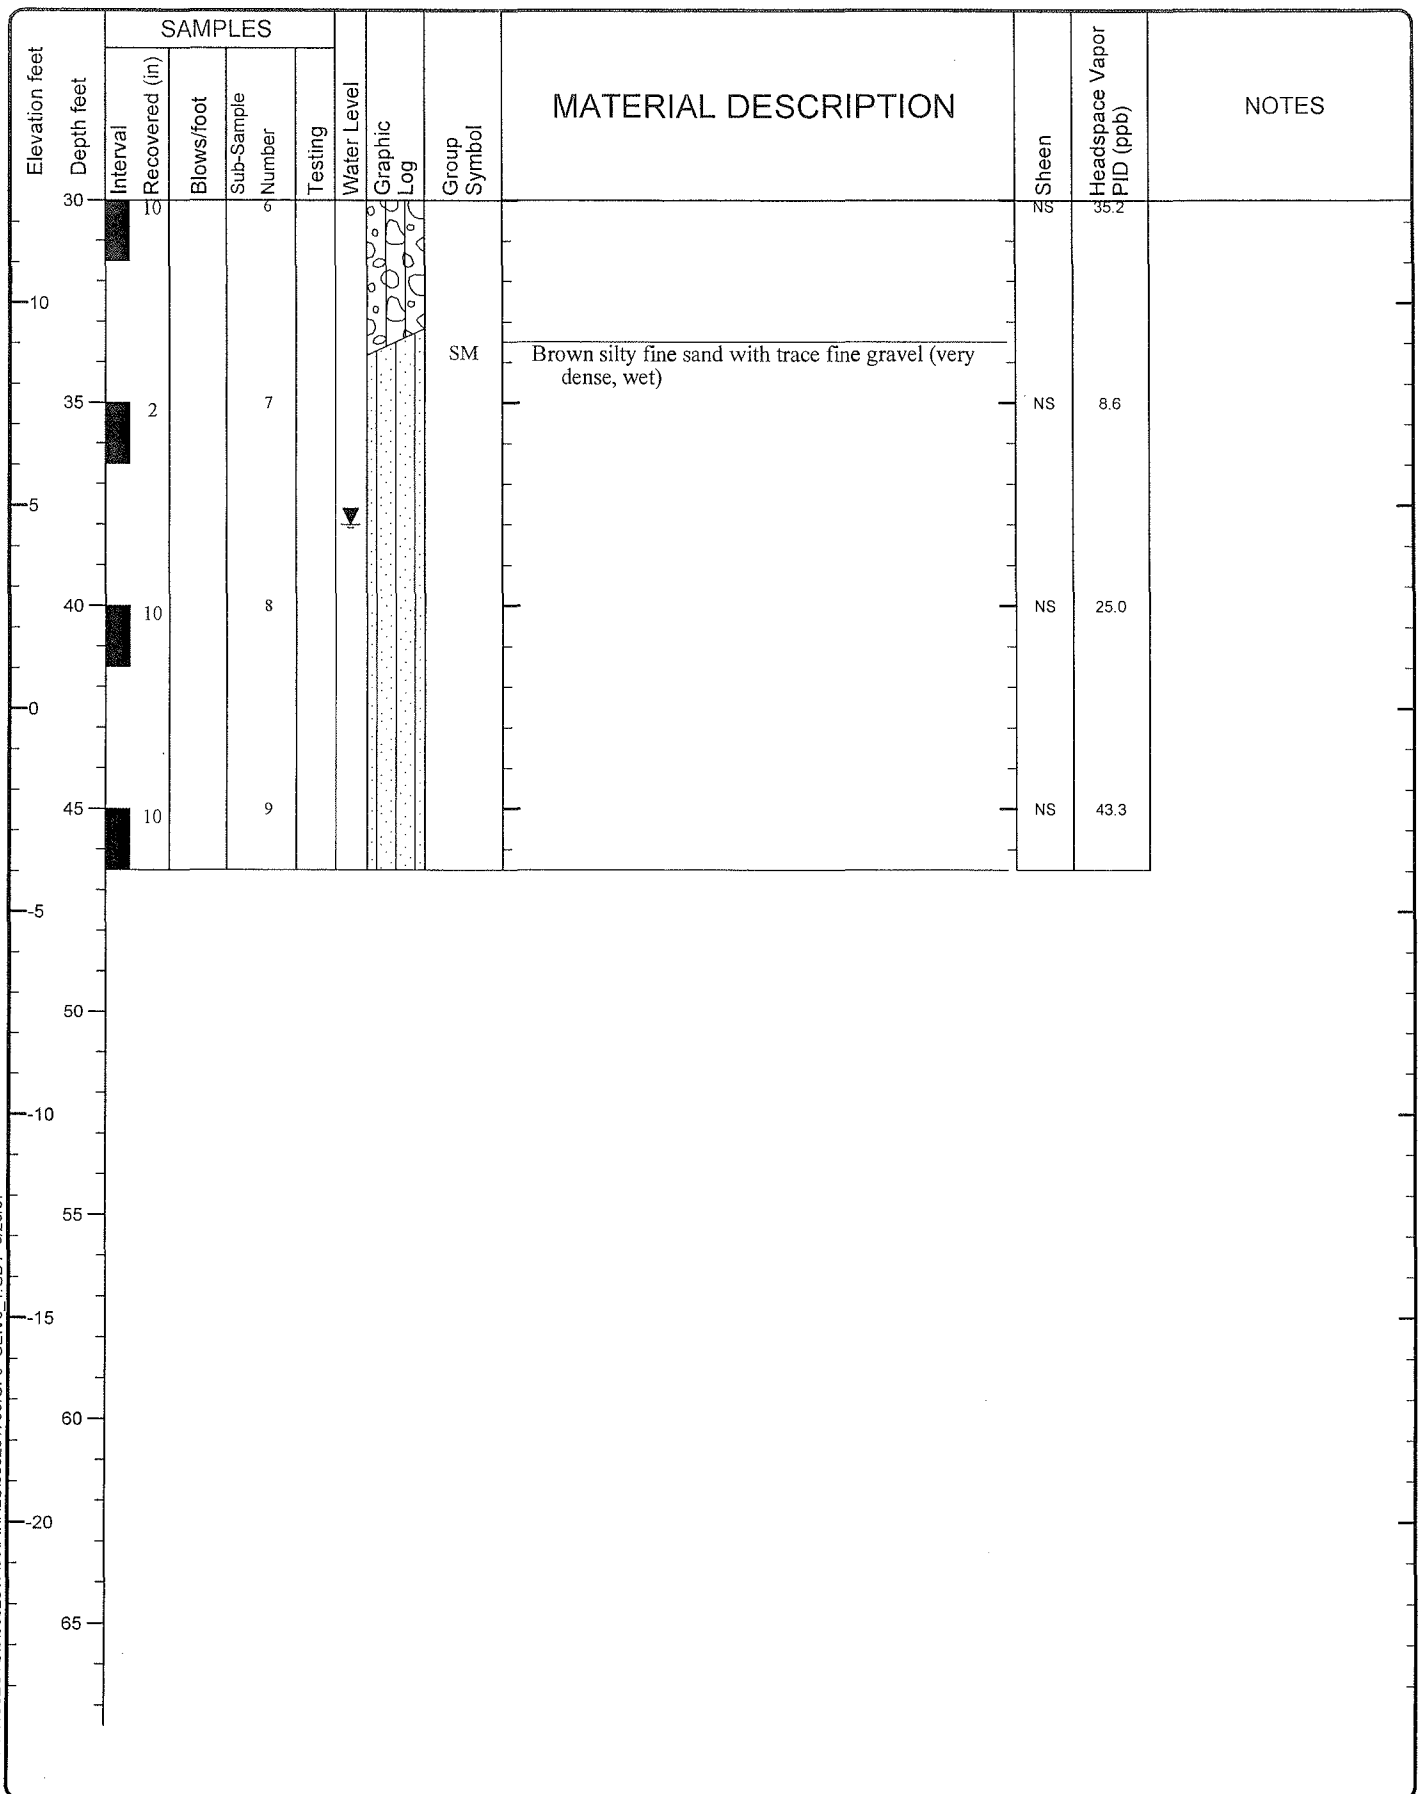 SAMPLES
Elevation feet
Depth feet
Interval
Recovered (in)
Blows/foot
Sub-Sample
Number
Testing
Water Level
Graphic
Log
Group
Symbol
MATERIAL DESCRIPTION
Sheen
Headspace Vapor
PID (ppb)
NOTES
30 10 6 NS 35.2
10
SM Brown silty fine sand with trace fine gravel (very
dense, wet)
35 2 7 NS 8.6
5
40 10 8 NS 25.0
0
45 10 9 NS 43.3
-5
50
-10
55
-15
60
-20
65